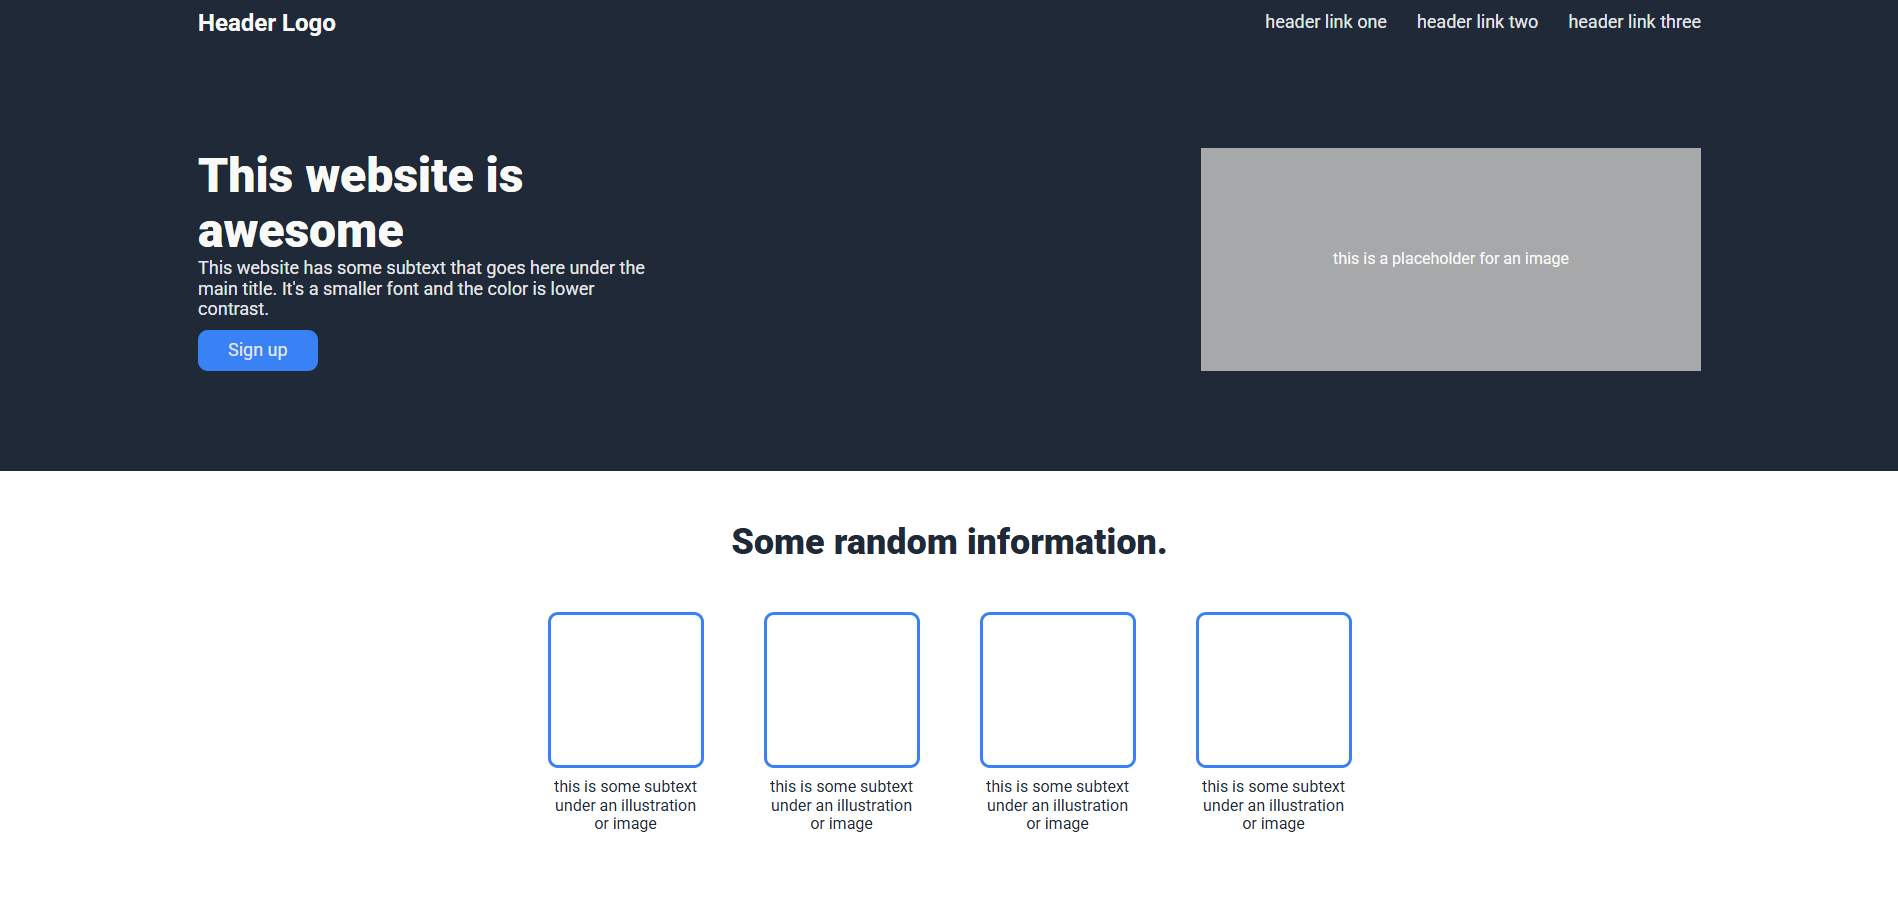 Header Logo
header link one
header link two
header link three
This website is
awesome
This website has some subtext that goes here under the
main title. It's a smaller font and the color is lower
contrast.
Sign up
this is a placeholder for an image
Some random information.
this is some subtext
under an illustration
or image
this is some subtext
under an illustration
or image
this is some subtext
under an illustration
or image
this is some subtext
under an illustration
or image